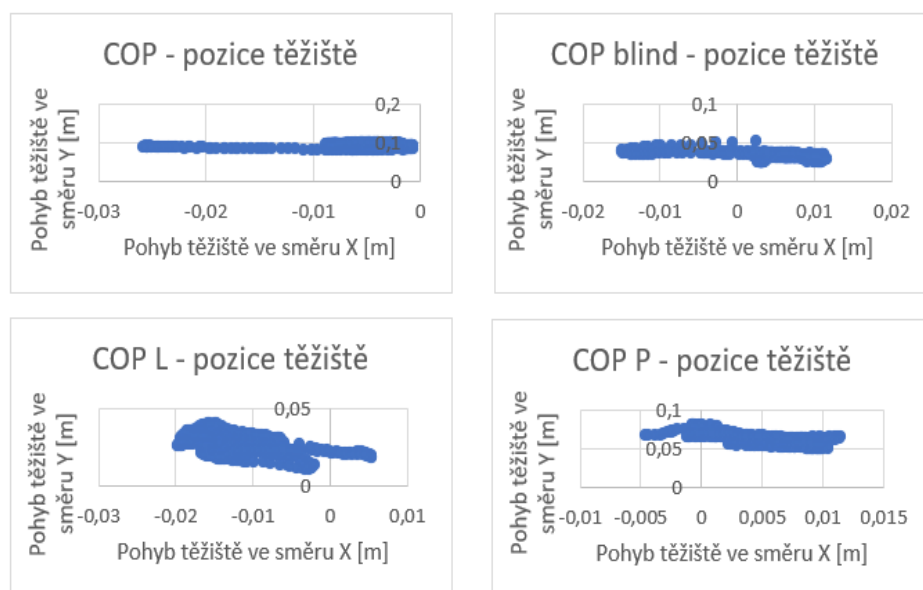 COP - pozice těžiště
Pohyb těžiště ve
směru Y [m]
0,2
0,1
0
-0,03
-0,02
-0,01
0
Pohyb těžiště ve směru X [m]
COP blind - pozice těžiště
Pohyb těžiště ve
směru Y [m]
0,1
0,05
0
-0,02
-0,01
0
0,01
0,02
Pohyb těžiště ve směru X [m]
COP L - pozice těžiště
Pohyb těžiště ve
směru Y [m]
0,05
0
-0,03
-0,02
-0,01
0
0,01
Pohyb těžiště ve směru X [m]
COP P - pozice těžiště
Pohyb těžiště ve
směru Y [m]
0,1
0,05
0
-0,01
-0,005
0
0,005
0,01
0,015
Pohyb těžiště ve směru X [m]